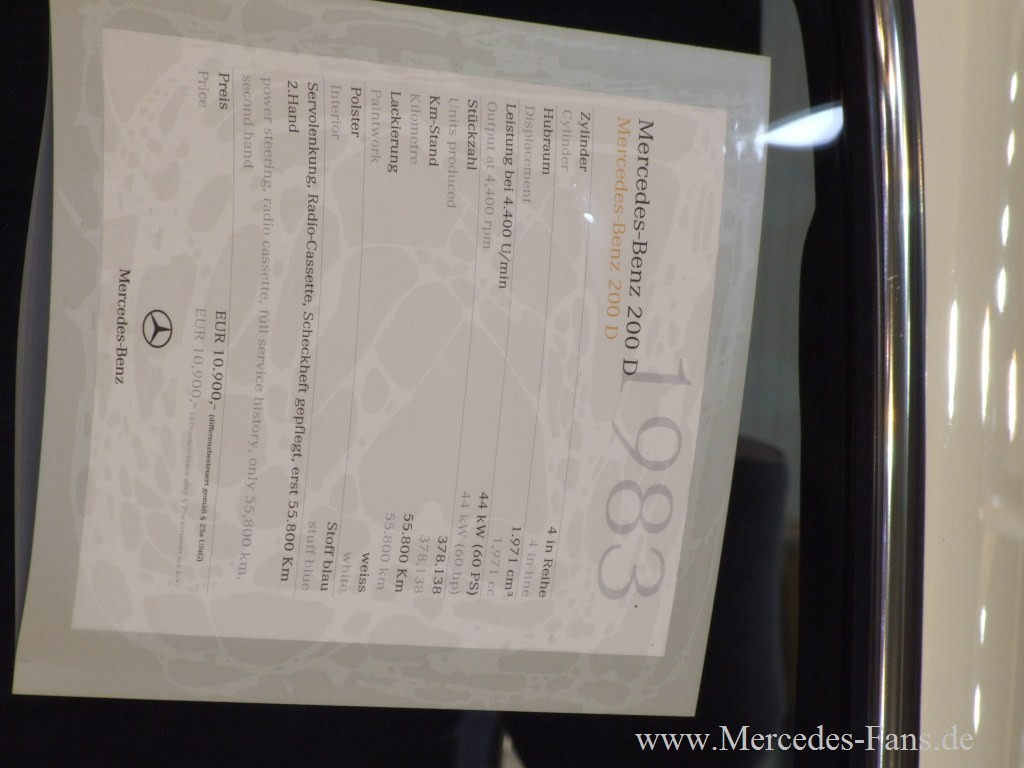 1983
Mercedes-Benz 200 D
Mercedes-Benz 200 D
Zylinder 4 in Reihe
Cylinder 4 in-line
Hubraum 1.971 cm³
Displacement 1,971 cc
Leistung bei 4.400 U/min 44 kW (60 PS)
Output at 4,400 rpm 44 kW (60 hp)
Stückzahl 378.138
Units produced 378,138
Km-Stand 55.800 Km
Kilometre 55.800 km
Lackierung weiss
Paintwork white
Polster Stoff blau
Interior stuff blue
Servolenkung, Radio-Cassette, Scheckheft gepflegt, erst 55.800 Km
2.Hand
power steering, radio cassette, full service history, only 55,800 km,
second hand
Preis EUR 10.900,- (differenzbesteuert gemäß § 25a UStG)
Price EUR 10,900,-
Mercedes-Benz
www.Mercedes-Fans.de